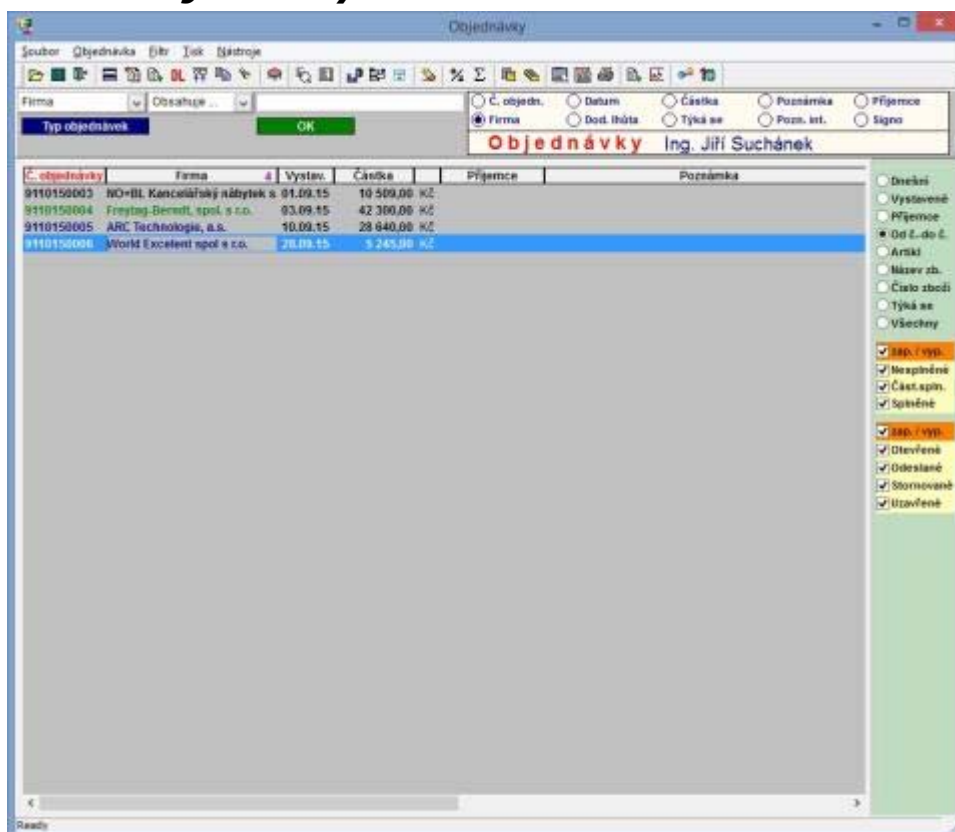 Objednávky
Soubor Objednávka Filtr Tisk Nástroje
Firma Obsahuje ...
Typ objednávek OK
Č. objedn. Datum Částka Poznámka Příjemce
Firma Dod. lhůta Týká se Pozn. int. Signo
Objednávky Ing. Jiří Suchánek
Č. objednávky Firma 4 Vystav. Částka Příjemce Poznámka
9110150003 NO+BL Kancelářský nábytek s. 01.09.15 10 509,00 Kč
9110150004 Freytag-Berndt, spol. s r.o. 03.09.15 42 300,00 Kč
9110150005 ARC Technologie, a.s. 10.09.15 28 640,00 Kč
9110150006 World Excelent spol s r.o. 28.09.15 5 245,00 Kč
Dnešní
Vystavené
Příjemce
Od č. do č.
Artikl
Název zb.
Číslo zboží
Týká se
Všechny
zap. / vyp.
Nesplněné
Část.spln.
Splněné
zap. / vyp.
Otevřené
Odeslané
Stornované
Uzavřené
Ready